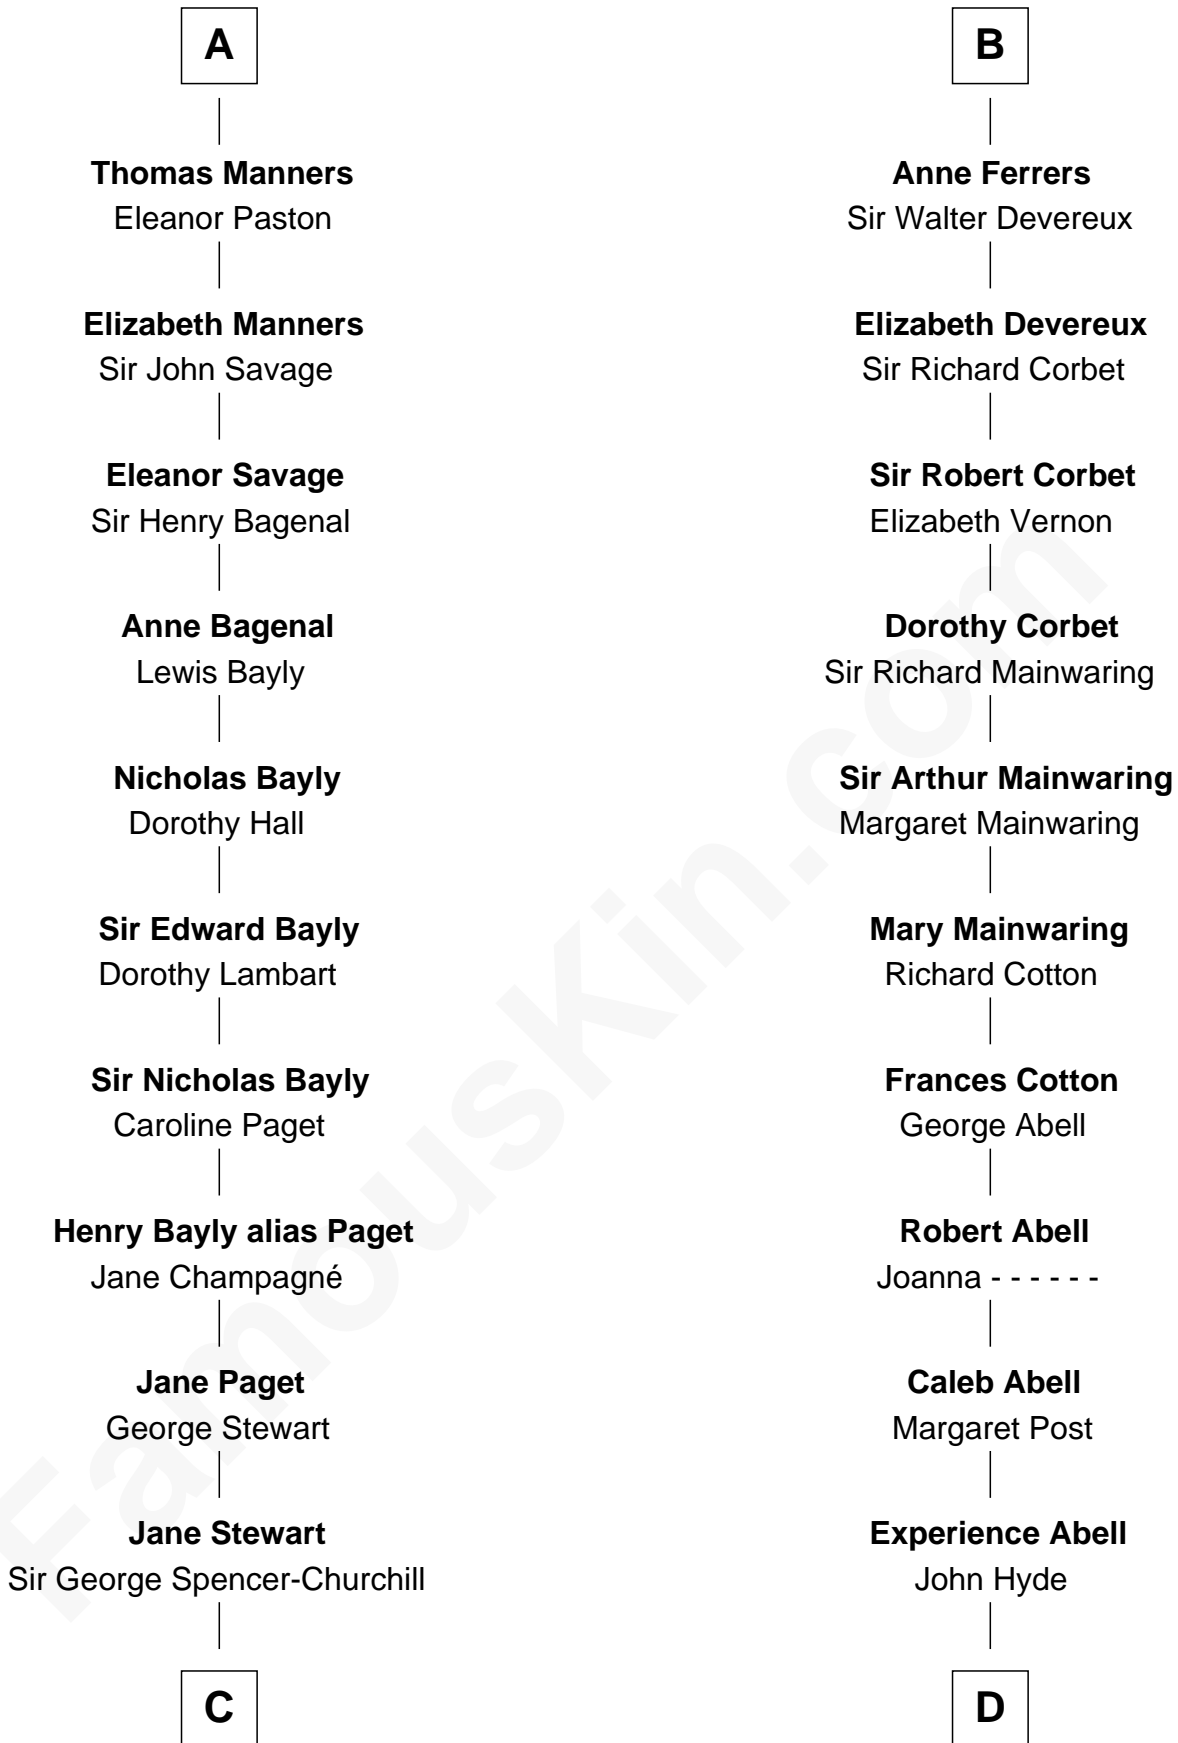 A
Thomas Manners
Eleanor Paston
Elizabeth Manners
Sir John Savage
Eleanor Savage
Sir Henry Bagenal
Anne Bagenal
Lewis Bayly
Nicholas Bayly
Dorothy Hall
Sir Edward Bayly
Dorothy Lambart
Sir Nicholas Bayly
Caroline Paget
Henry Bayly alias Paget
Jane Champagné
Jane Paget
George Stewart
Jane Stewart
Sir George Spencer-Churchill
C
B
Anne Ferrers
Sir Walter Devereux
Elizabeth Devereux
Sir Richard Corbet
Sir Robert Corbet
Elizabeth Vernon
Dorothy Corbet
Sir Richard Mainwaring
Sir Arthur Mainwaring
Margaret Mainwaring
Mary Mainwaring
Richard Cotton
Frances Cotton
George Abell
Robert Abell
Joanna - - - - - -
Caleb Abell
Margaret Post
Experience Abell
John Hyde
D
FamousKin.com